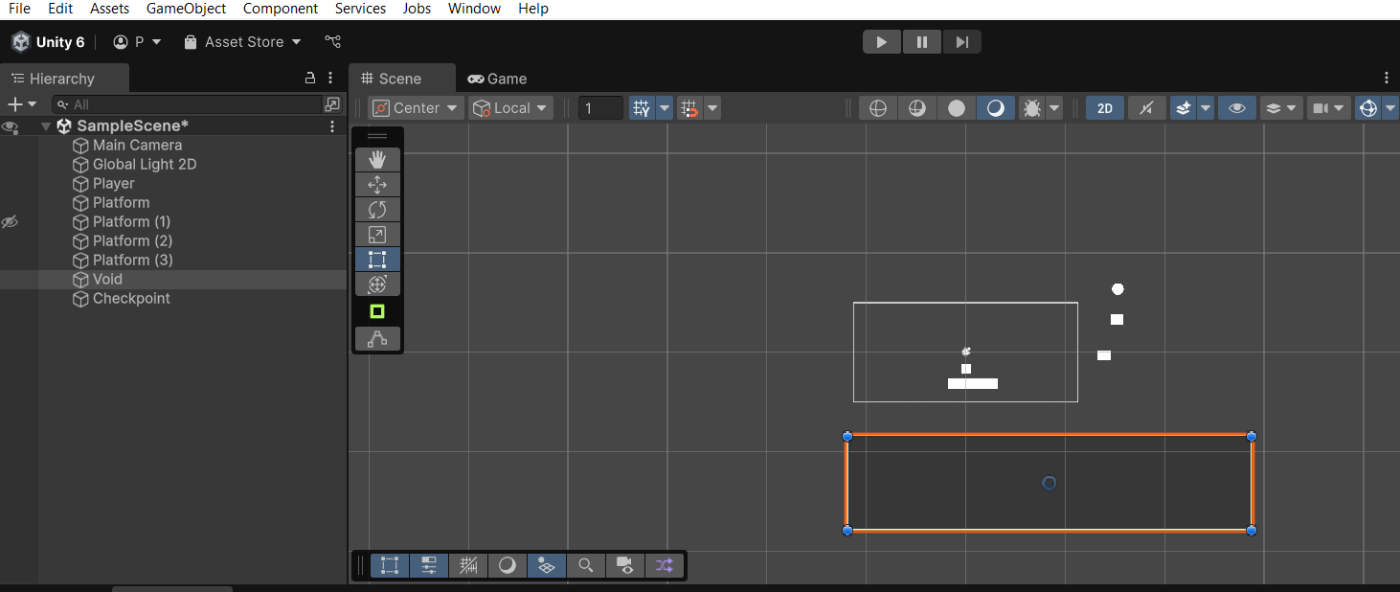 File Edit Assets GameObject Component Services Jobs Window Help
Unity 6 P Asset Store
Hierarchy Scene Game
All Center Local 1 2D
SampleScene*
Main Camera
Global Light 2D
Player
Platform
Platform (1)
Platform (2)
Platform (3)
Void
Checkpoint